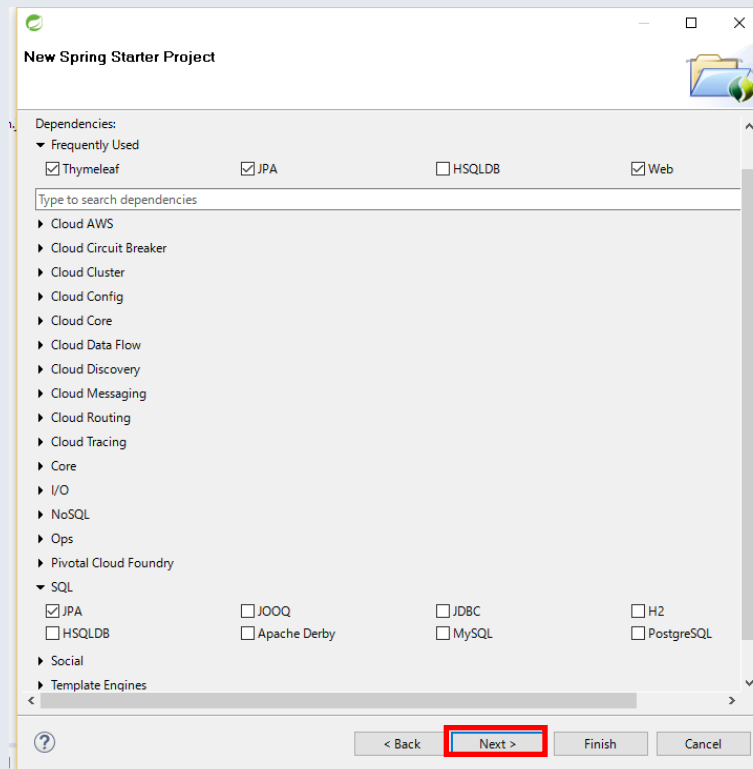 New Spring Starter Project
Dependencies:
Frequently Used
Thymeleaf JPA HSQLDB Web
Type to search dependencies
Cloud AWS
Cloud Circuit Breaker
Cloud Cluster
Cloud Config
Cloud Core
Cloud Data Flow
Cloud Discovery
Cloud Messaging
Cloud Routing
Cloud Tracing
Core
I/O
NoSQL
Ops
Pivotal Cloud Foundry
SQL
JPA JOOQ JDBC H2
HSQLDB Apache Derby MySQL PostgreSQL
Social
Template Engines
? < Back Next > Finish Cancel